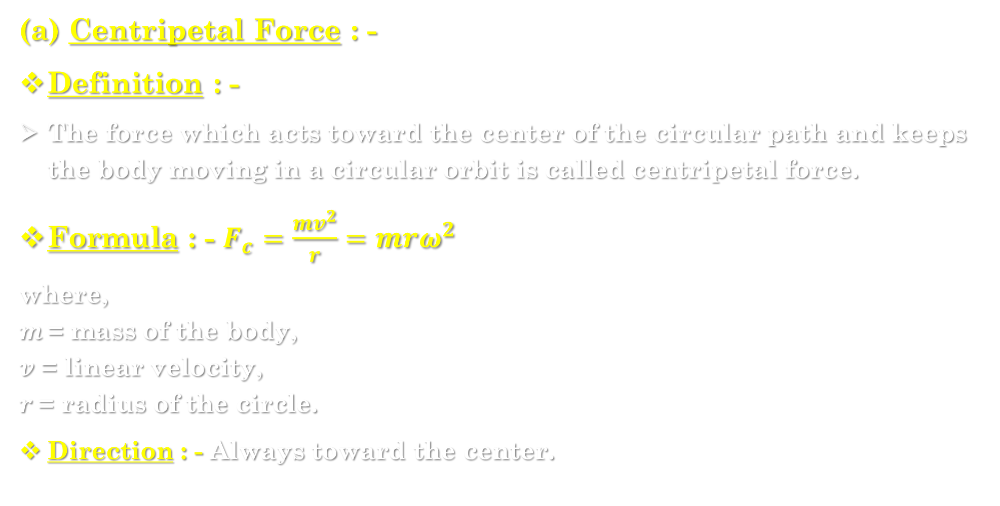 (a) Centripetal Force : -
❖ Definition : -
➢ The force which acts toward the center of the circular path and keeps
the body moving in a circular orbit is called centripetal force.
❖ Formula : - $F_c = \frac{mv^2}{r} = mr\omega^2$
where,
m = mass of the body,
v = linear velocity,
r = radius of the circle.
❖ Direction : - Always toward the center.